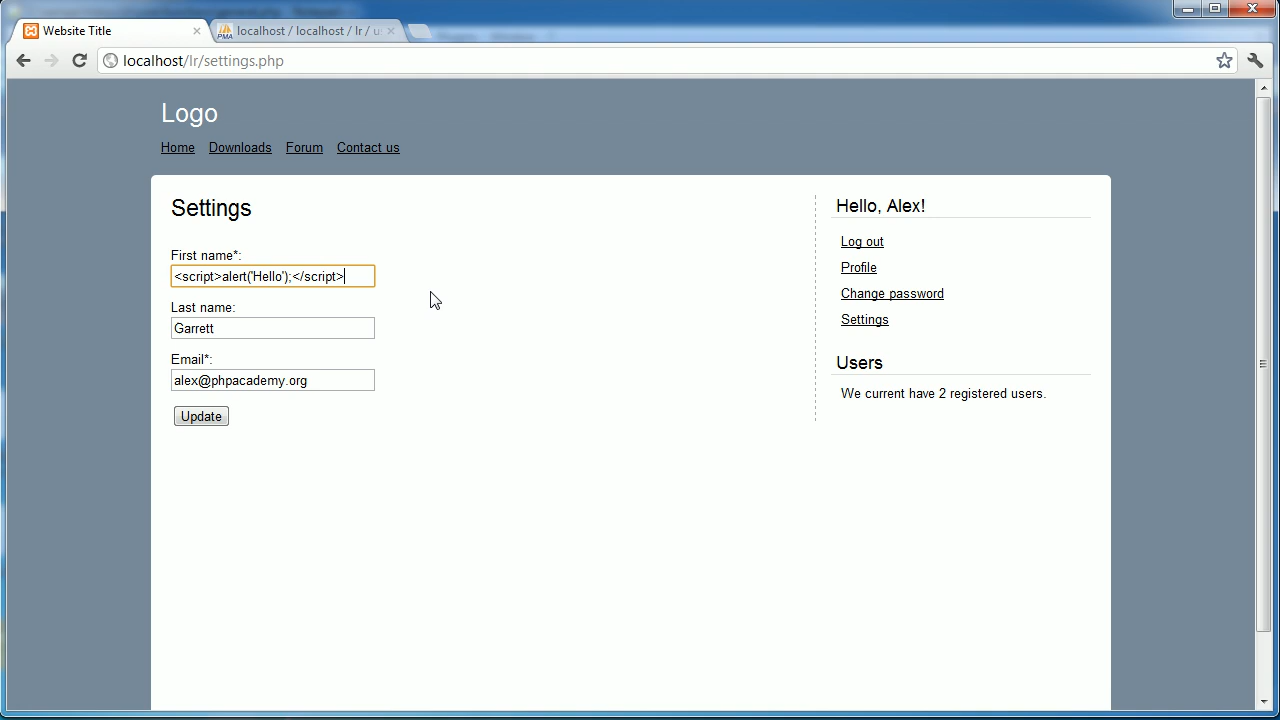 Website Title
localhost / localhost / lr / u
localhost/lr/settings.php
Logo
Home Downloads Forum Contact us
Settings
First name*:
<script>alert('Hello');</script>
Last name:
Garrett
Email*:
alex@phpacademy.org
Update
Hello, Alex!
Log out
Profile
Change password
Settings
Users
We current have 2 registered users.